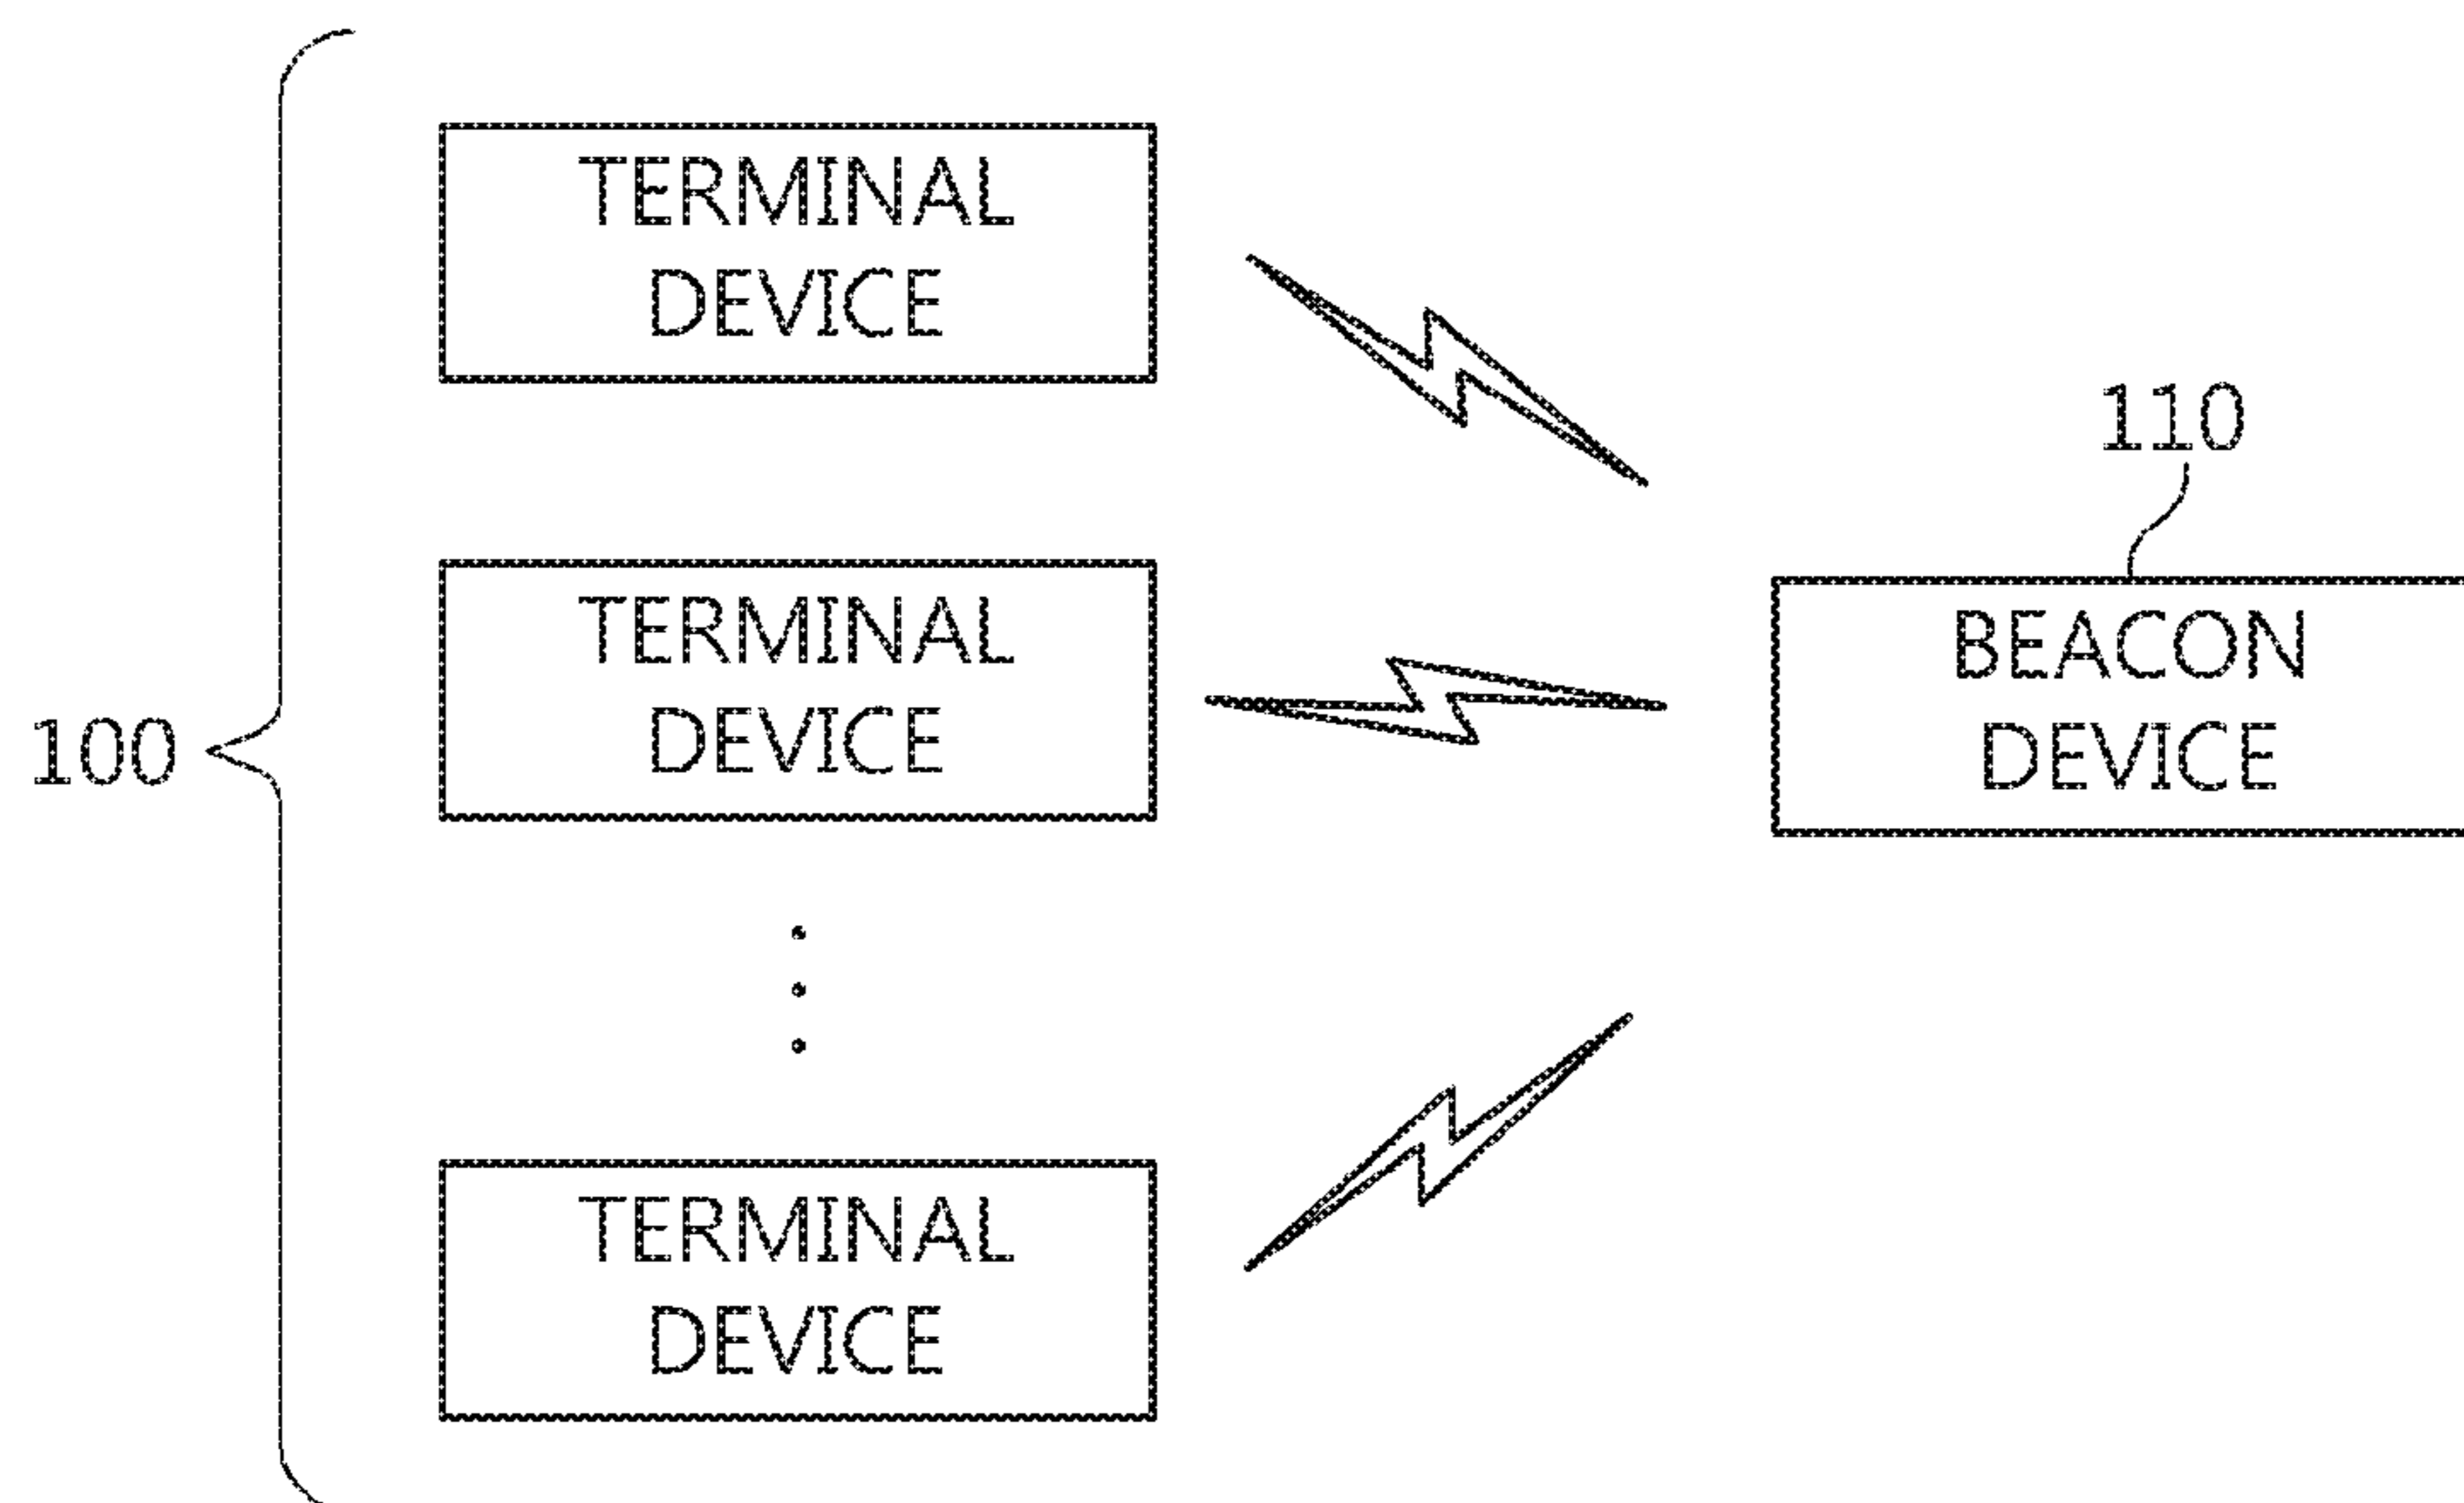 TERMINAL
DEVICE
110
TERMINAL
DEVICE
BEACON
DEVICE
100
TERMINAL
DEVICE